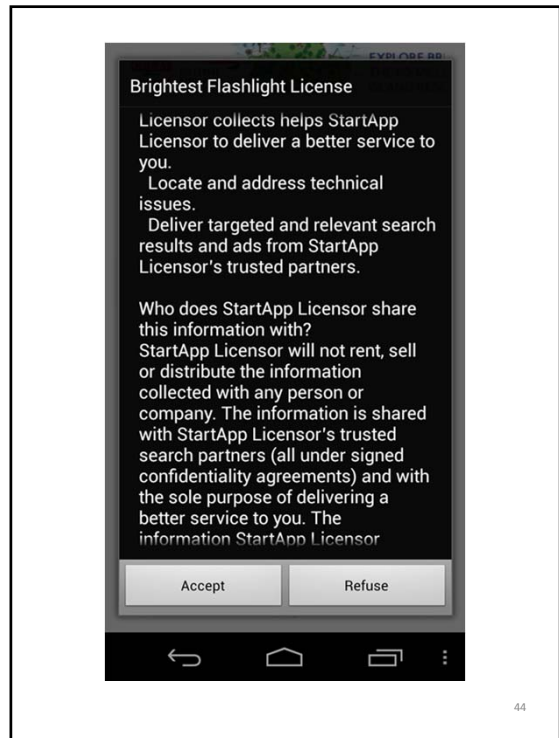 EXPLORE BR
Brightest Flashlight License
Licensor collects helps StartApp
Licensor to deliver a better service to
you.
Locate and address technical
issues.
Deliver targeted and relevant search
results and ads from StartApp
Licensor's trusted partners.
Who does StartApp Licensor share
this information with?
StartApp Licensor will not rent, sell
or distribute the information
collected with any person or
company. The information is shared
with StartApp Licensor's trusted
search partners (all under signed
confidentiality agreements) and with
the sole purpose of delivering a
better service to you. The
information StartApp Licensor
Accept
Refuse
44